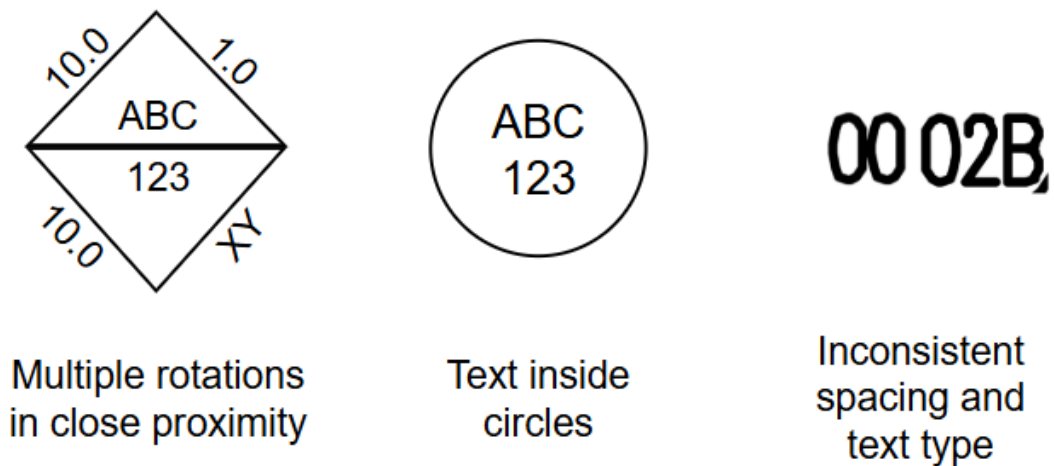 10.0
1.0
ABC
123
10.0
XY
ABC
123
00 02B
Multiple rotations
in close proximity
Text inside
circles
Inconsistent
spacing and
text type